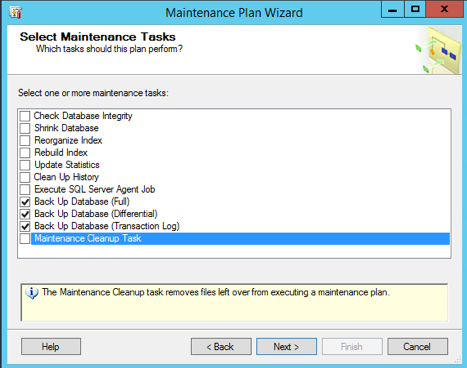 Maintenance Plan Wizard
Select Maintenance Tasks
Which tasks should this plan perform?
Select one or more maintenance tasks:
Check Database Integrity
Shrink Database
Reorganize Index
Rebuild Index
Update Statistics
Clean Up History
Execute SQL Server Agent Job
Back Up Database (Full)
Back Up Database (Differential)
Back Up Database (Transaction Log)
Maintenance Cleanup Task
The Maintenance Cleanup task removes files left over from executing a maintenance plan.
Help < Back Next > Finish Cancel